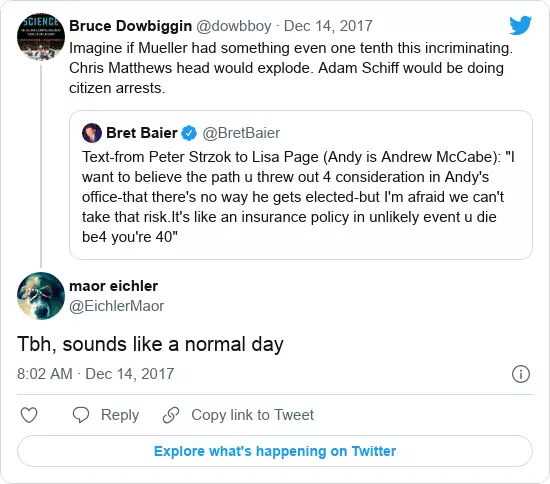 SCIENCE
Bruce Dowbiggin @dowbboy · Dec 14, 2017
Imagine if Mueller had something even one tenth this incriminating.
Chris Matthews head would explode. Adam Schiff would be doing
citizen arrests.
Bret Baier @BretBaier
Text-from Peter Strzok to Lisa Page (Andy is Andrew McCabe): "I
want to believe the path u threw out 4 consideration in Andy's
office-that there's no way he gets elected-but I'm afraid we can't
take that risk.It's like an insurance policy in unlikely event u die
be4 you're 40"
maor eichler
@EichlerMaor
Tbh, sounds like a normal day
8:02 AM · Dec 14, 2017
Reply
Copy link to Tweet
Explore what's happening on Twitter